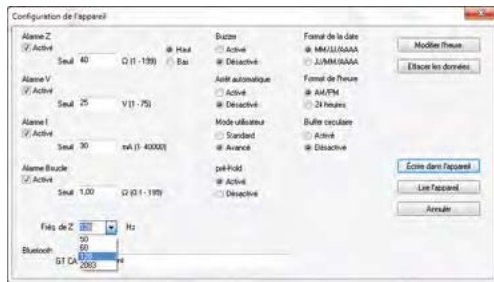 Configuration de l'appareil
Alarme Z
Activé
Seuil 40 Ω (1 - 199)
Haut
Bas
Alarme V
Activé
Seuil 25 V (1 - 75)
Alarme I
Activé
Seuil 30 mA (1- 40000)
Alarme Boucle
Activé
Seuil 1,00 Ω (0.1 - 199)
Fréq. de Z 128 Hz
50
60
128
2083
Bluetooth
GT CA
Buzzer
Activé
Désactivé
Arrêt automatique
Activé
Désactivé
Mode utilisateur
Standard
Avancé
pré-Hold
Activé
Désactivé
Format de la date
MM/JJ/AAAA
JJ/MM/AAAA
Format de l'heure
AM/PM
24 heures
Buffer circulaire
Activé
Désactivé
Modifier l'heure
Effacer les données
Écrire dans l'appareil
Lire l'appareil
Annuler